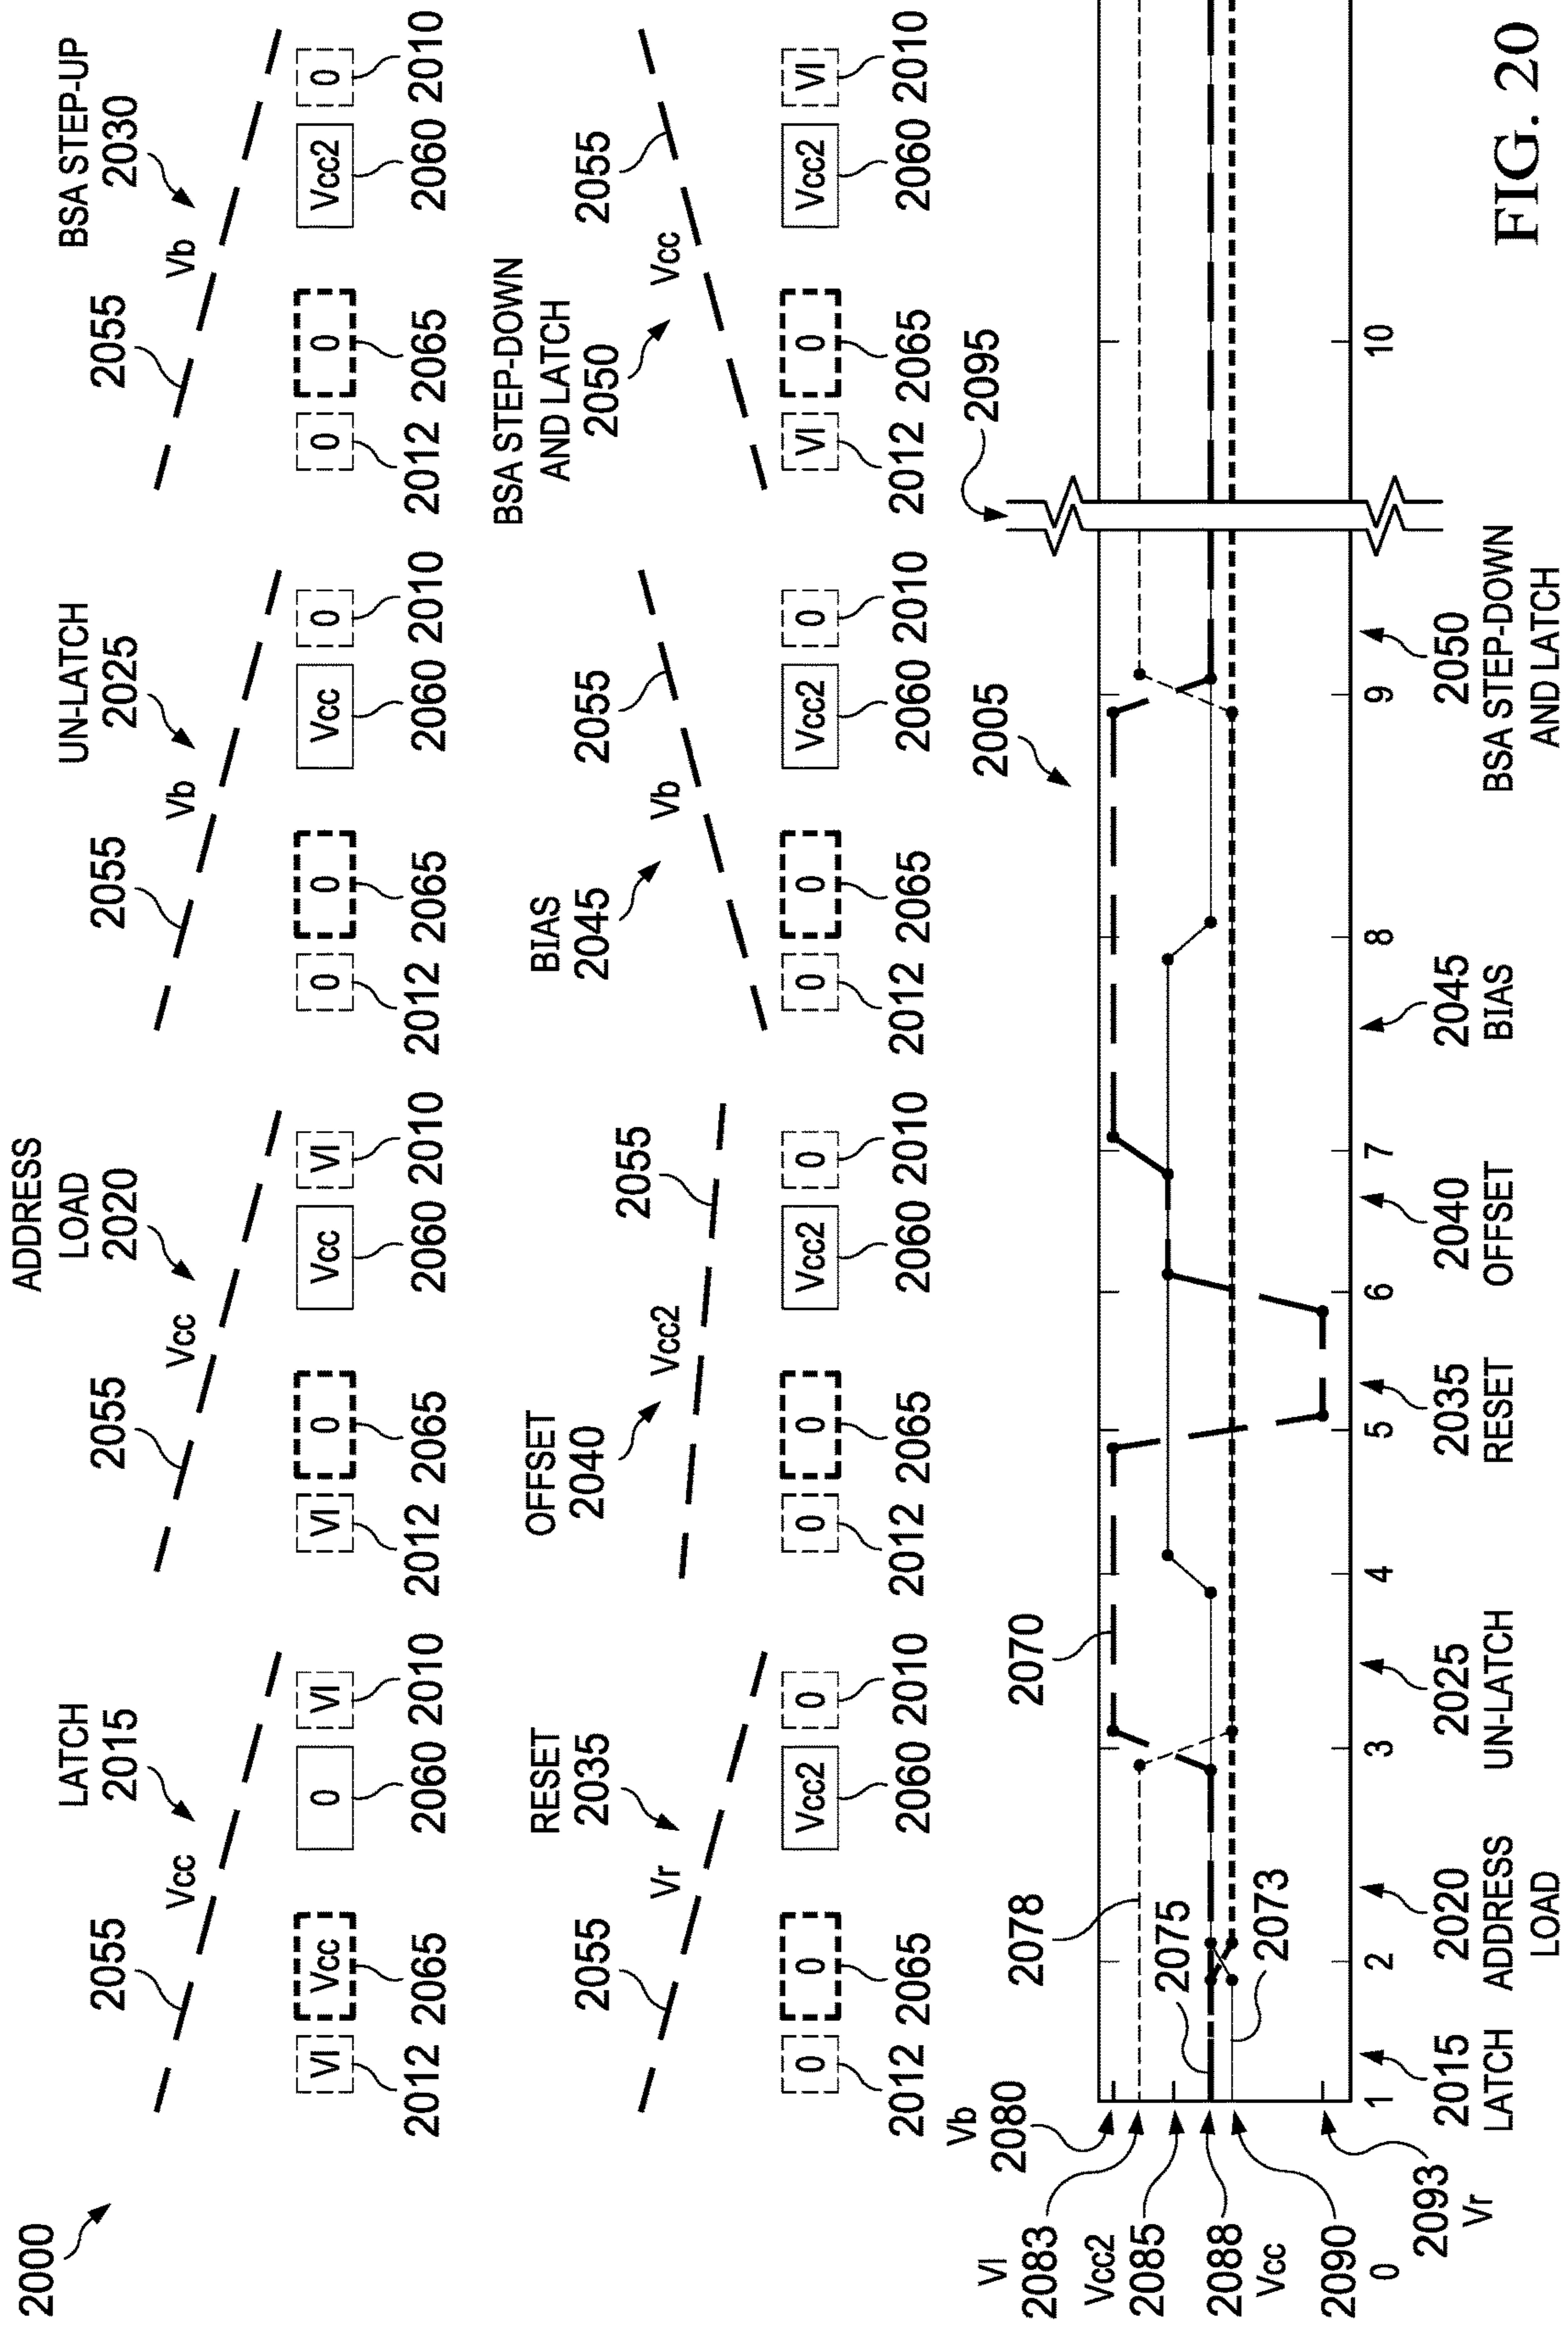 2000
LATCH
2015
2055
Vcc
VI
Vcc
0
VI
2012
2065
2060
2010
ADDRESS
LOAD
2020
2055
Vcc
VI
0
Vcc
VI
2012
2065
2060
2010
UN-LATCH
2025
2055
Vb
0
0
Vcc
0
2012
2065
2060
2010
BSA STEP-UP
2030
2055
Vb
0
0
Vcc2
0
2012
2065
2060
2010
RESET
2035
2055
Vr
0
0
Vcc2
0
2012
2065
2060
2010
OFFSET
2040
Vcc2
2055
0
0
Vcc2
0
2012
2065
2060
2010
BIAS
2045
Vb
2055
0
0
Vcc2
0
2012
2065
2060
2010
BSA STEP-DOWN
AND LATCH
2050
Vcc
2055
VI
0
Vcc2
VI
2012
2065
2060
2010
Vb
2080
VI
2083
Vcc2
2085
2088
Vcc
2090
0
2093
Vr
2078
2075
2073
2070
2005
2095
1
2
3
4
5
6
7
8
9
10
2015
LATCH
2020
ADDRESS
LOAD
2025
UN-LATCH
2035
RESET
2040
OFFSET
2045
BIAS
2050
BSA STEP-DOWN
AND LATCH
FIG. 20